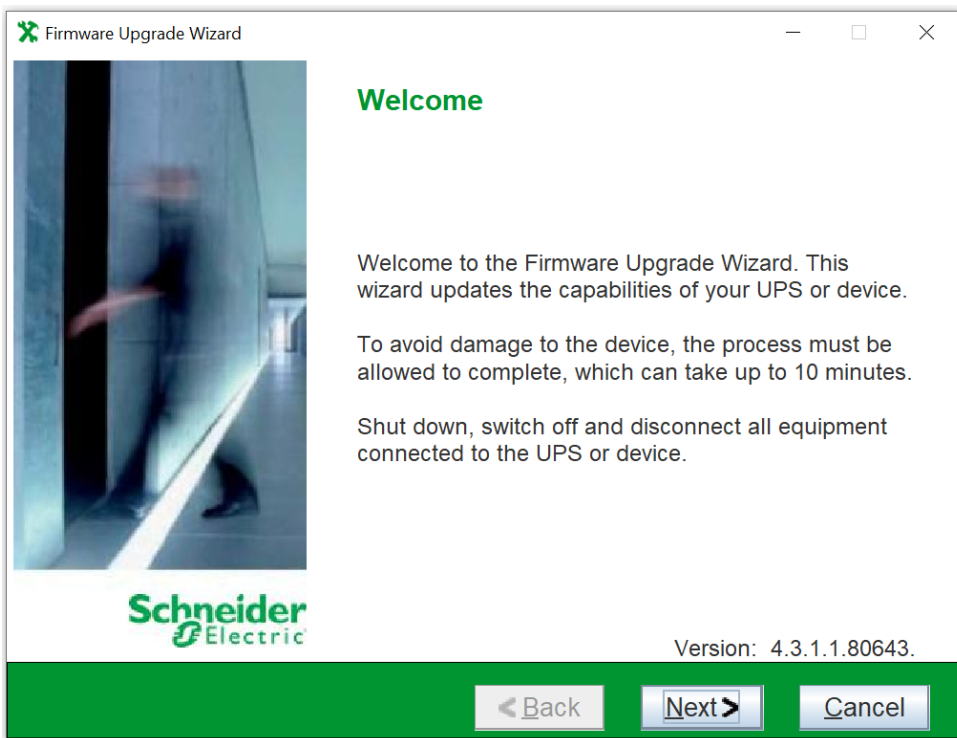 Firmware Upgrade Wizard
Welcome
Welcome to the Firmware Upgrade Wizard. This
wizard updates the capabilities of your UPS or device.
To avoid damage to the device, the process must be
allowed to complete, which can take up to 10 minutes.
Shut down, switch off and disconnect all equipment
connected to the UPS or device.
Schneider
Electric
Version: 4.3.1.1.80643.
< Back
Next >
Cancel